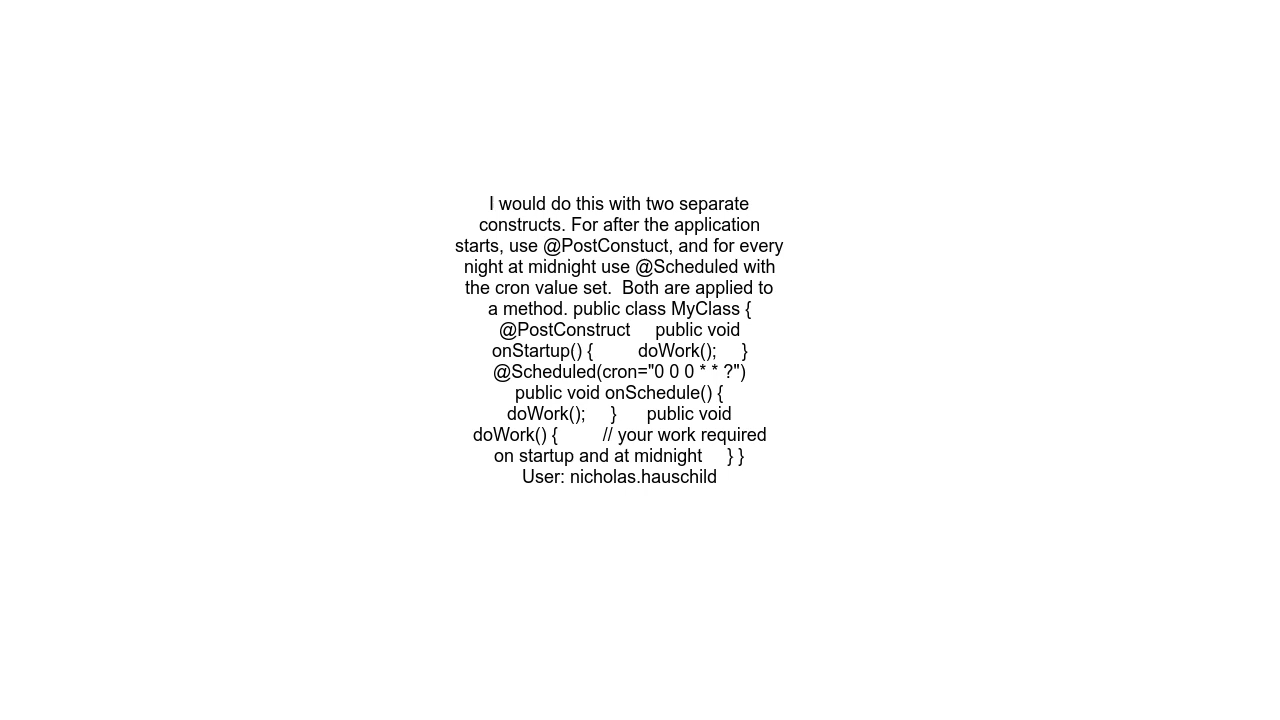 I would do this with two separate
constructs. For after the application
starts, use @PostConstuct, and for every
night at midnight use @Scheduled with
the cron value set.  Both are applied to
a method. public class MyClass {
@PostConstruct     public void
onStartup() {         doWork();     }
@Scheduled(cron="0 0 0 * * ?")
public void onSchedule() {
doWork();     }      public void
doWork() {         // your work required
on startup and at midnight     } }
User: nicholas.hauschild